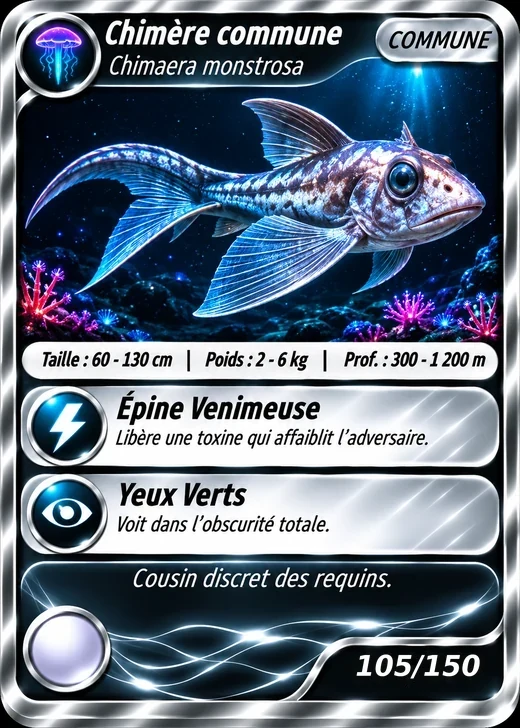 Chimère commune
COMMUNE
Chimaera monstrosa
Taille : 60 - 130 cm | Poids : 2 - 6 kg | Prof. : 300 - 1 200 m
Épine Venimeuse
Libère une toxine qui affaiblit l'adversaire.
Yeux Verts
Voit dans l'obscurité totale.
Cousin discret des requins.
105/150